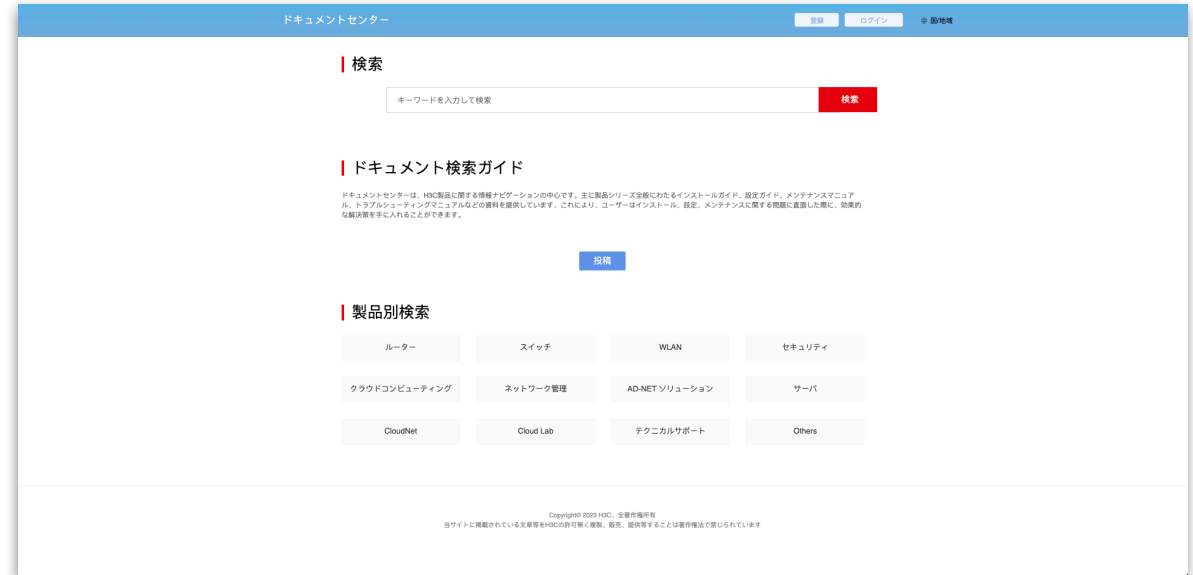 ドキュメントセンター
登録
ログイン
国/地域
検索
キーワードを入力して検索
検索
ドキュメント検索ガイド
ドキュメントセンターは、H3C製品に関する情報ナビゲーションの中心です。主に製品シリーズ全般にわたるインストールガイド、設定ガイド、メンテナンスマニュア
ル、トラブルシューティングマニュアルなどの資料を提供しています、これにより、ユーザーはインストール、設定、メンテナンスに関する問題に直面した際に、効果的
な解決策を手に入れることができます。
投稿
製品別検索
ルーター
スイッチ
WLAN
セキュリティ
クラウドコンピューティング
ネットワーク管理
AD-NET ソリューション
サーバ
CloudNet
Cloud Lab
テクニカルサポート
Others
Copyright© 2023 H3C、全著作権所有
当サイトに掲載されている文章等をH3Cの許可無く複製、販売、提供等することは著作権法で禁じられています